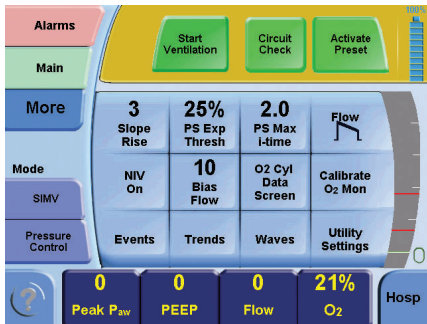 Alarms
Main
More
Mode
SIMV
Pressure
Control
Start
Ventilation
Circuit
Check
Activate
Preset
100%
3
Slope
Rise
25%
PS Exp
Thresh
2.0
PS Max
i-time
Flow
NIV
On
10
Bias
Flow
O2 Cyl
Data
Screen
Calibrate
O2 Mon
Events
Trends
Waves
Utility
Settings
0
0
Peak Paw
0
PEEP
0
Flow
21%
O2
Hosp
?